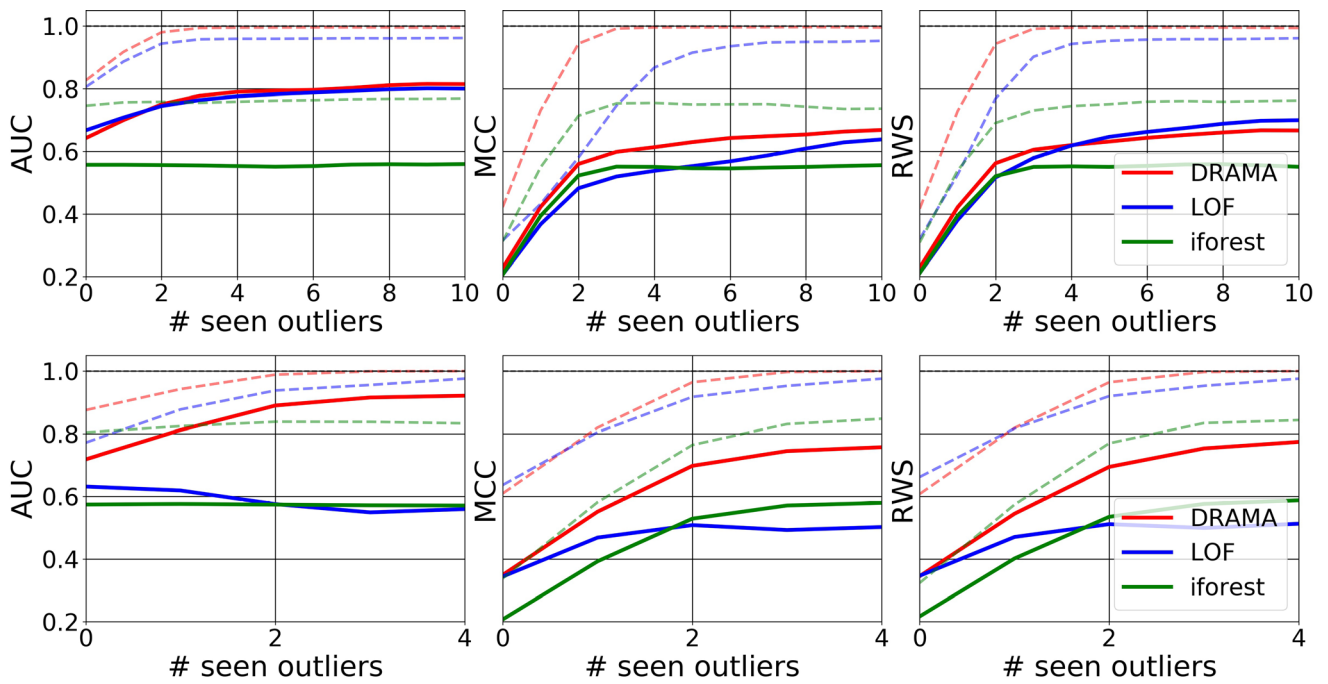 AUC
1.0
0.8
0.6
0.4
0.2
0 2 4 6 8 10
# seen outliers
MCC
0 2 4 6 8 10
# seen outliers
RWS
DRAMA
LOF
iforest
0 2 4 6 8 10
# seen outliers
AUC
1.0
0.8
0.6
0.4
0.2
0 2 4
# seen outliers
MCC
0 2 4
# seen outliers
RWS
DRAMA
LOF
iforest
0 2 4
# seen outliers